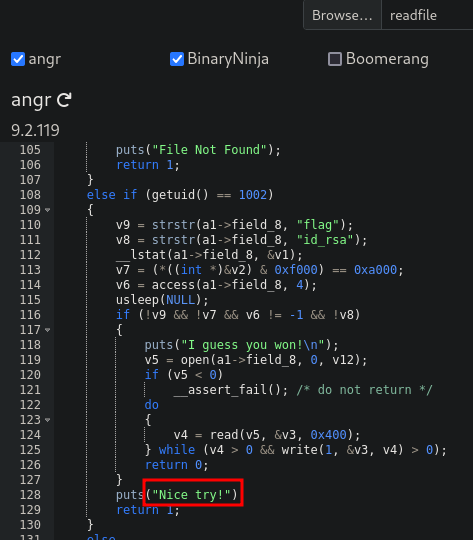 Browse... readfile
angr BinaryNinja Boomerang
angr
9.2.119
105 puts("File Not Found");
106 return 1;
107 }
108 else if (getuid() == 1002)
109 {
110 v9 = strstr(a1->field_8, "flag");
111 v8 = strstr(a1->field_8, "id_rsa");
112 __lstat(a1->field_8, &v1);
113 v7 = (*((int *)&v2) & 0xf000) == 0xa000;
114 v6 = access(a1->field_8, 4);
115 usleep(NULL);
116 if (!v9 && !v7 && v6 != -1 && !v8)
117 {
118 puts("I guess you won!\n");
119 v5 = open(a1->field_8, 0, v12);
120 if (v5 < 0)
121 __assert_fail(); /* do not return */
122 do
123 {
124 v4 = read(v5, &v3, 0x400);
125 } while (v4 > 0 && write(1, &v3, v4) > 0);
126 return 0;
127 }
128 puts("Nice try!")
129 return 1;
130 }
131 else